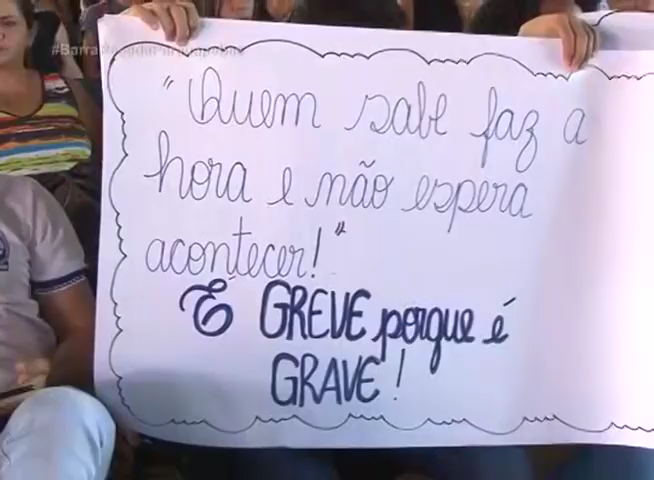 "Quem sabe faz a
hora e não espera
acontecer!"
É GREVE porque é
GRAVE!